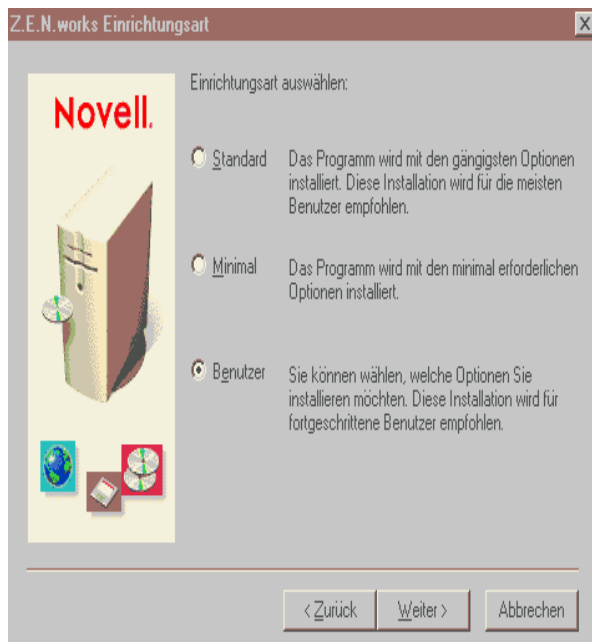 Z.E.N.works Einrichtungsart
Novell.
Einrichtungsart auswählen:
Standard
Das Programm wird mit den gängigsten Optionen
installiert. Diese Installation wird für die meisten
Benutzer empfohlen.
Minimal
Das Programm wird mit den minimal erforderlichen
Optionen installiert.
Benutzer
Sie können wählen, welche Optionen Sie
installieren möchten. Diese Installation wird für
fortgeschrittene Benutzer empfohlen.
< Zurück
Weiter >
Abbrechen